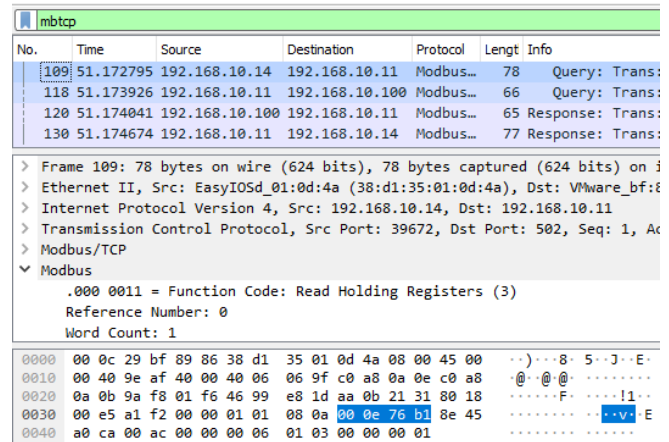 mbtcp
No. Time Source Destination Protocol Lengt Info
109 51.172795 192.168.10.14 192.168.10.11 Modbus… 78 Query: Trans:
118 51.173926 192.168.10.11 192.168.10.100 Modbus… 66 Query: Trans:
120 51.174041 192.168.10.100 192.168.10.11 Modbus… 65 Response: Trans:
130 51.174674 192.168.10.11 192.168.10.14 Modbus… 77 Response: Trans:
> Frame 109: 78 bytes on wire (624 bits), 78 bytes captured (624 bits) on i
> Ethernet II, Src: EasyIOSd_01:0d:4a (38:d1:35:01:0d:4a), Dst: VMware_bf:8
> Internet Protocol Version 4, Src: 192.168.10.14, Dst: 192.168.10.11
> Transmission Control Protocol, Src Port: 39672, Dst Port: 502, Seq: 1, Ac
> Modbus/TCP
Modbus
.000 0011 = Function Code: Read Holding Registers (3)
Reference Number: 0
Word Count: 1
0000 00 0c 29 bf 89 86 38 d1 35 01 0d 4a 08 00 45 00 ··)···8· 5··J··E·
0010 00 40 9e af 40 00 40 06 06 9f c0 a8 0a 0e c0 a8 ·@··@·@· ········
0020 0a 0b 9a f8 01 f6 46 99 e8 1d aa 0b 21 31 80 18 ······F· ····!1··
0030 00 e5 a1 f2 00 00 01 01 08 0a 00 0e 76 b1 8e 45 ········ ····v··E
0040 a0 ca 00 ac 00 00 00 06 01 03 00 00 00 01 ········ ······